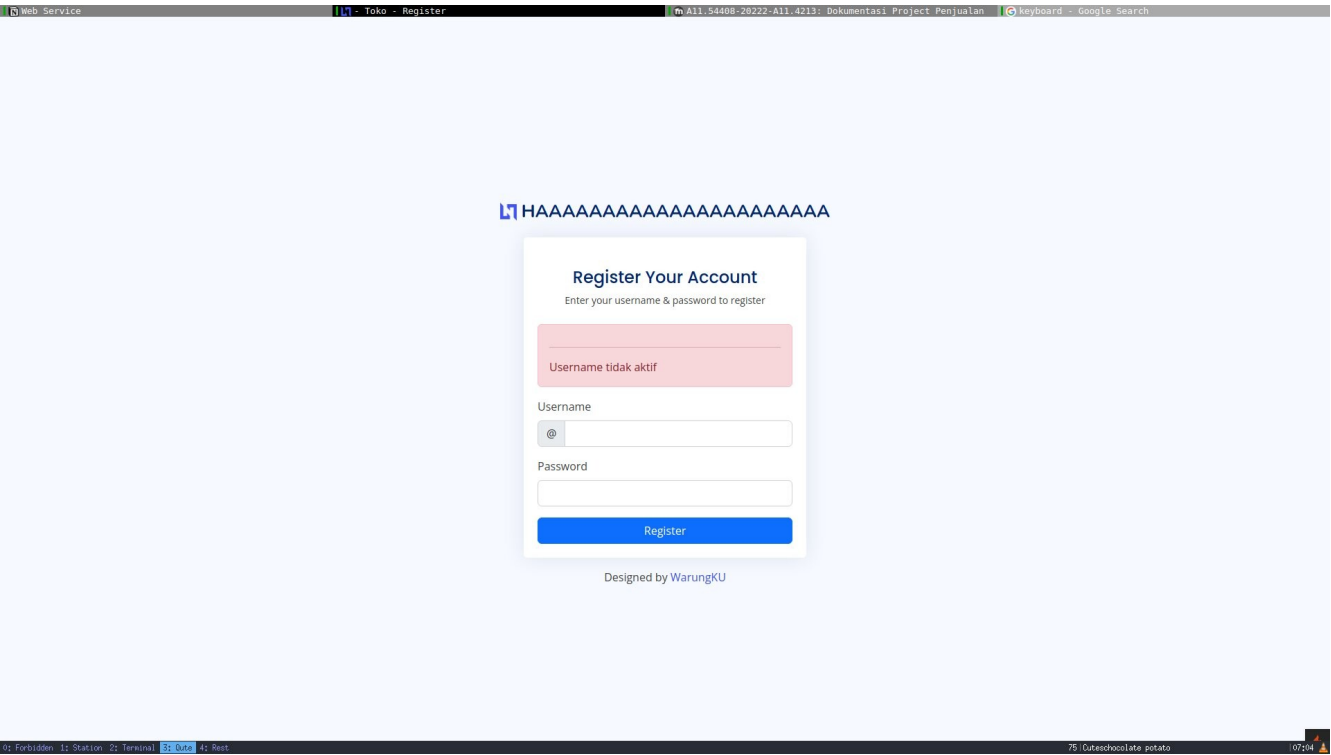 Web Service
- Toko - Register
A11.54408-20222-A11.4213: Dokumentasi Project Penjualan
keyboard - Google Search
HAAAAAAAAAAAAAAAAAAAAAA
Register Your Account
Enter your username & password to register
Username tidak aktif
Username
@
Password
Register
Designed by WarungKU
0: Forbidden 1: Station 2: Terminal 3: Qute 4: Rest
75 |Cuteschocolate potato
|07:04